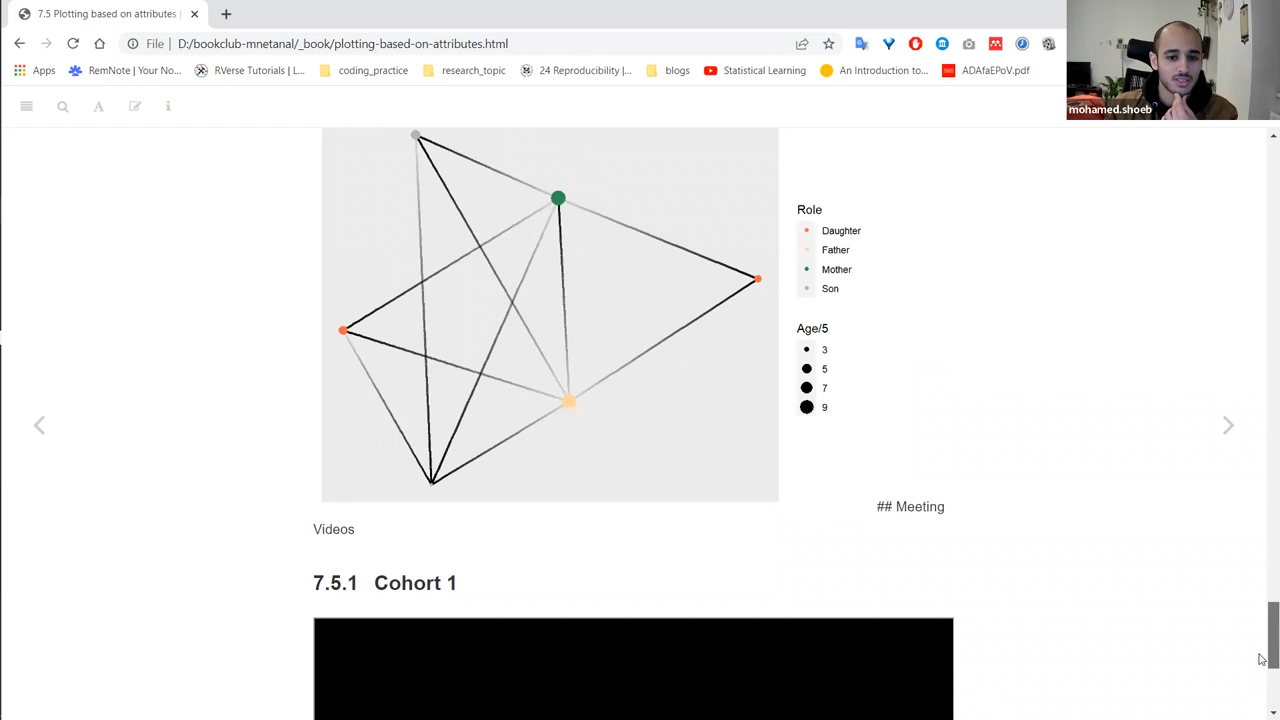 7.5 Plotting based on attributes |
File
D:/bookclub-mnetanal/_book/plotting-based-on-attributes.html
Apps
RemNote | Your No...
RVersr Tutorials | L...
coding_practice
research_topic
24 Reproducibility |...
blogs
Statistical Learning
An Introduction to...
ADAfaEPoV.pdf
mohamed.shoeb
Role
Daughter
Father
Mother
Son
Age/5
3
5
7
9
## Meeting
Videos
7.5.1 Cohort 1